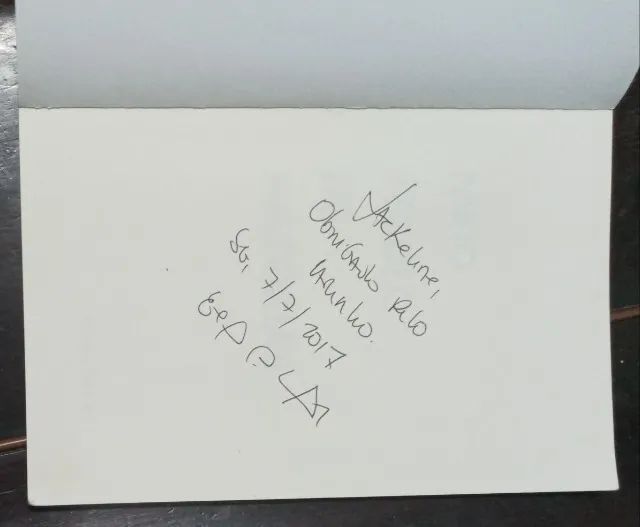 Jackeline,
Obrigado pelo
carinho.
7/7/2017